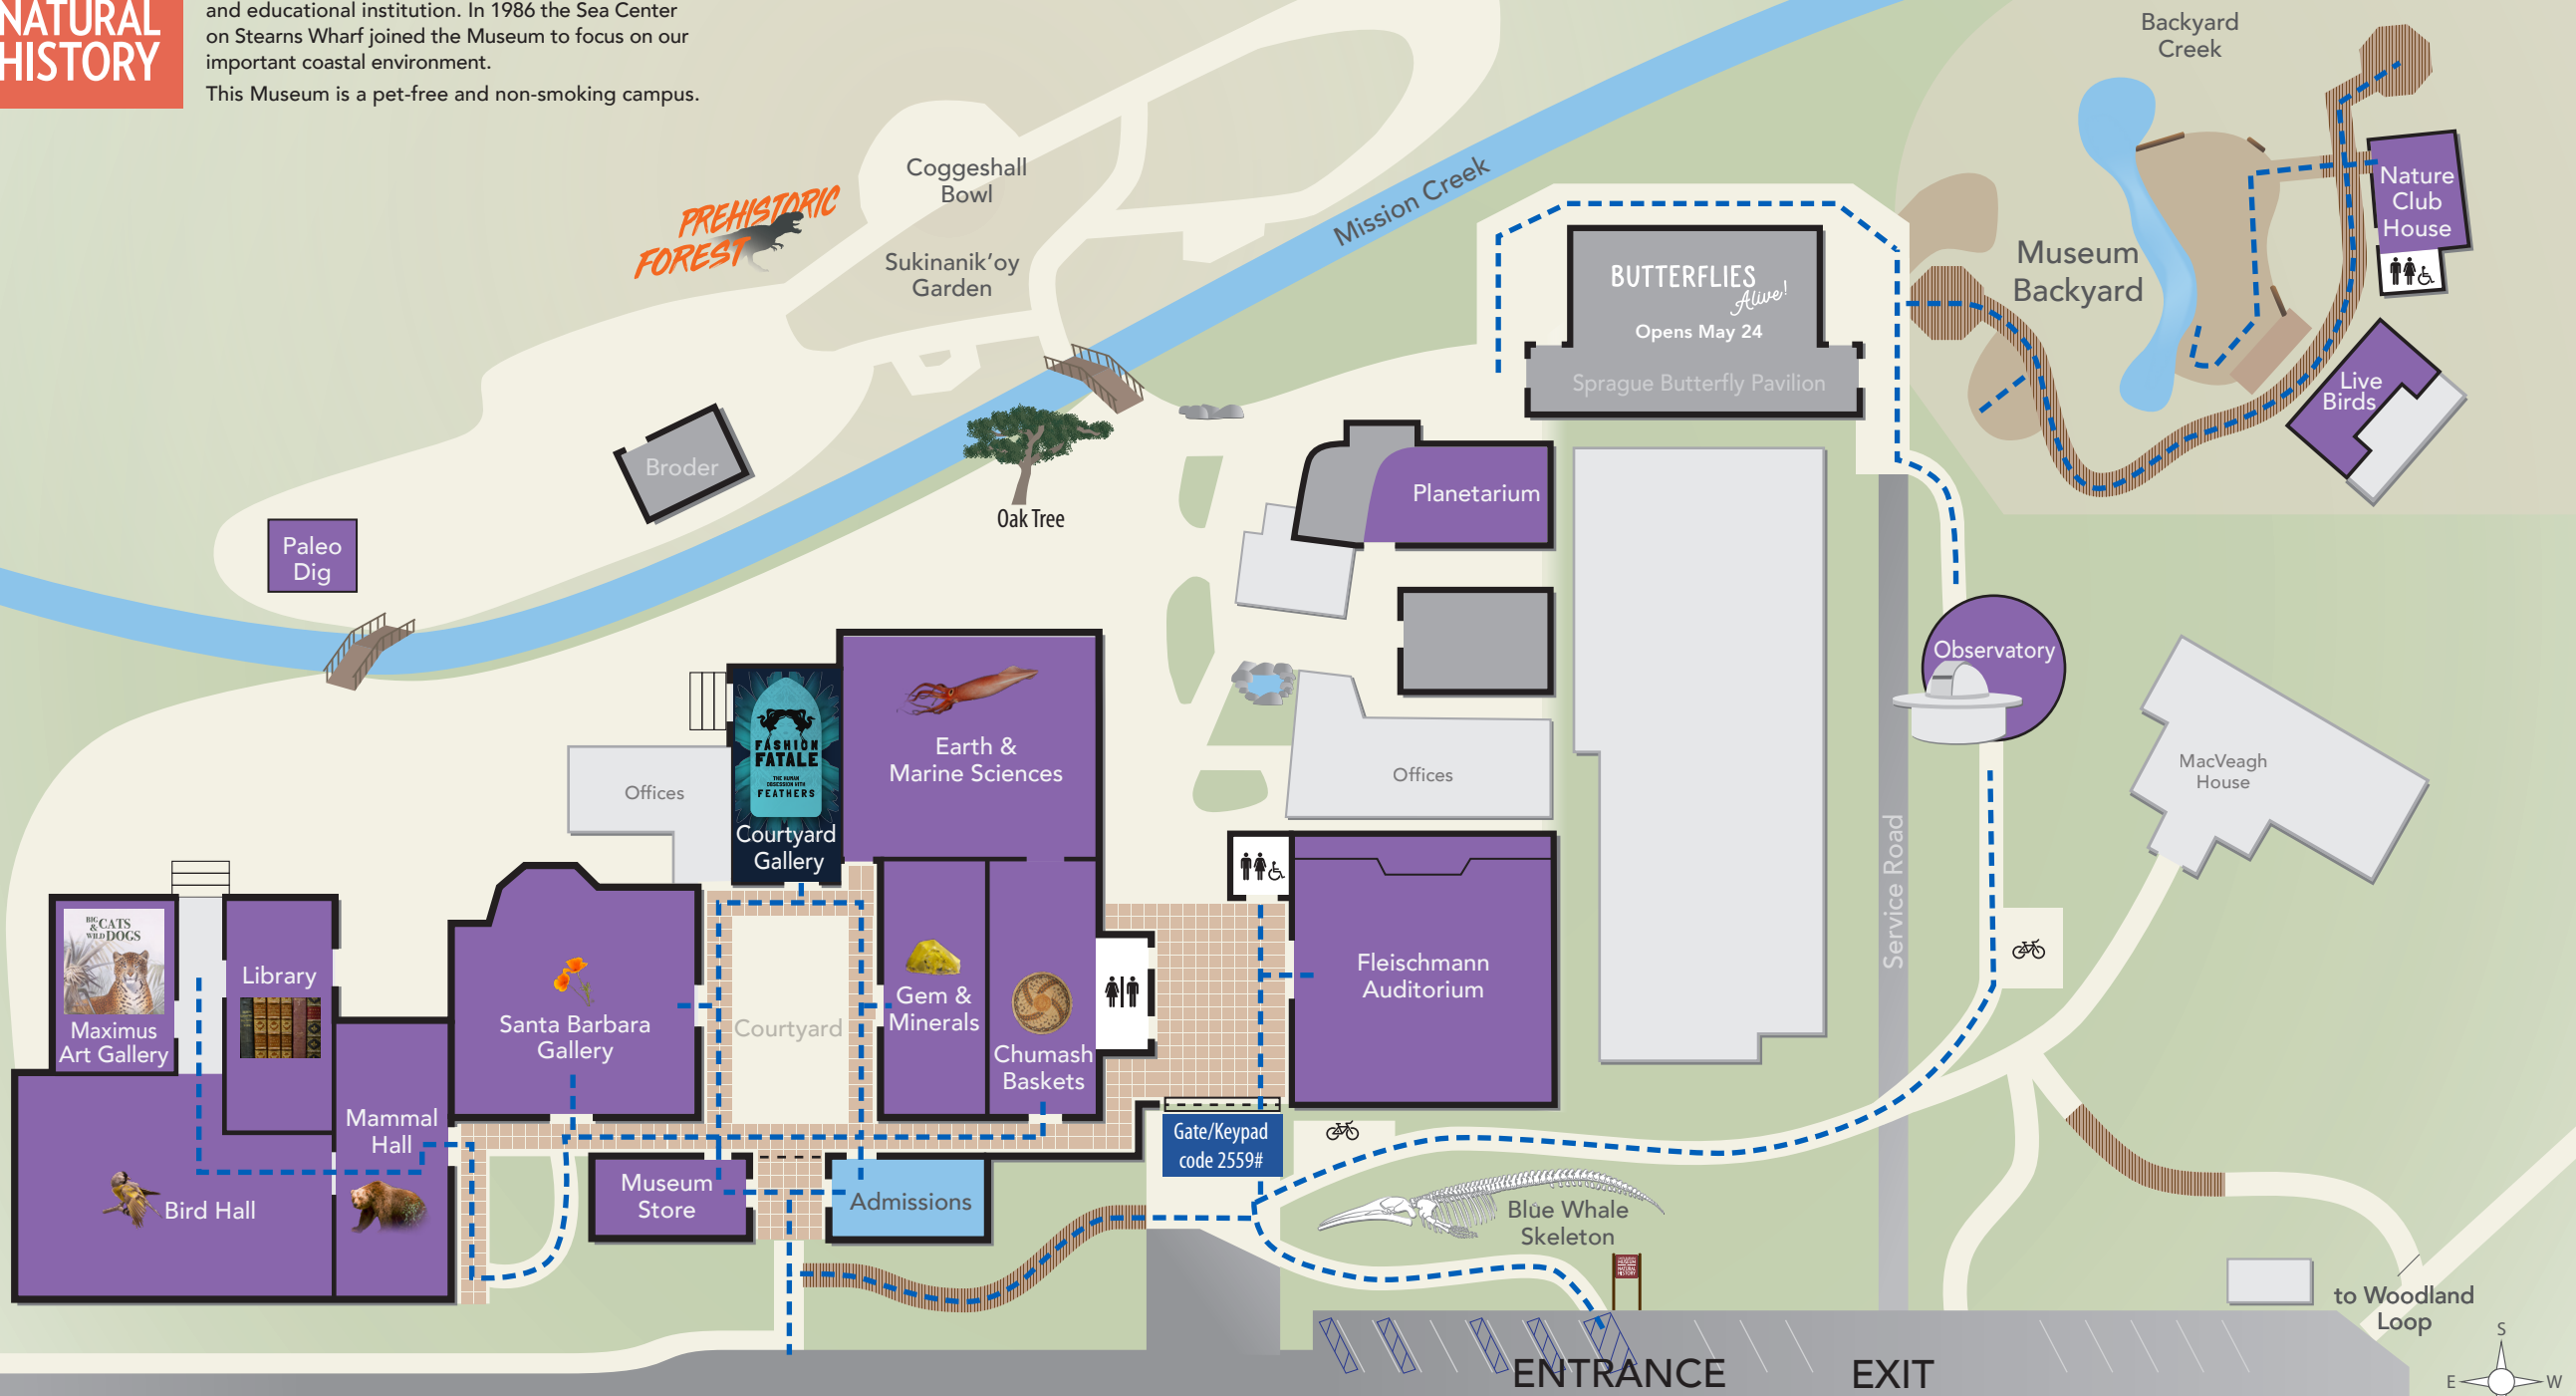 NATURAL
HISTORY
and educational institution. In 1986 the Sea Center
on Stearns Wharf joined the Museum to focus on our
important coastal environment.
This Museum is a pet-free and non-smoking campus.
Backyard
Creek
Coggeshall
Bowl
PREHISTORIC
FOREST
Sukinanik’oy
Garden
Mission Creek
Nature
Club
House
Museum
Backyard
BUTTERFLIES
Alive!
Opens May 24
Sprague Butterfly Pavilion
Live
Birds
Broder
Planetarium
Oak Tree
Paleo
Dig
Observatory
FASHION
FATALE
THE HUMAN
OBSESSION WITH
FEATHERS
Earth &
Marine Sciences
Offices
Offices
MacVeagh
House
Courtyard
Gallery
Service Road
BIG
&CATS
WILD DOGS
Library
Maximus
Art Gallery
Santa Barbara
Gallery
Courtyard
Gem &
Minerals
Chumash
Baskets
Fleischmann
Auditorium
Mammal
Hall
Gate/Keypad
code 2559#
Bird Hall
Museum
Store
Admissions
Blue Whale
Skeleton
to Woodland
Loop
ENTRANCE
EXIT
S
E
W